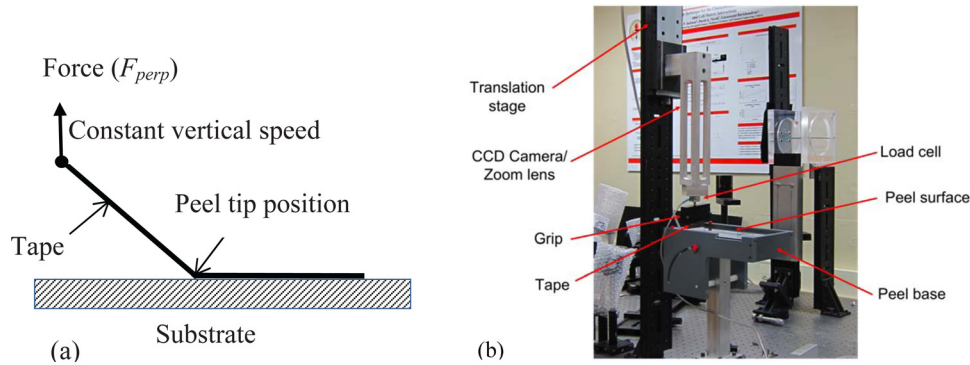 Force (F_perp)
Constant vertical speed
Peel tip position
Tape
Substrate
(a)
Translation
stage
CCD Camera/
Zoom lens
Load cell
Peel surface
Grip
Tape
Peel base
(b)